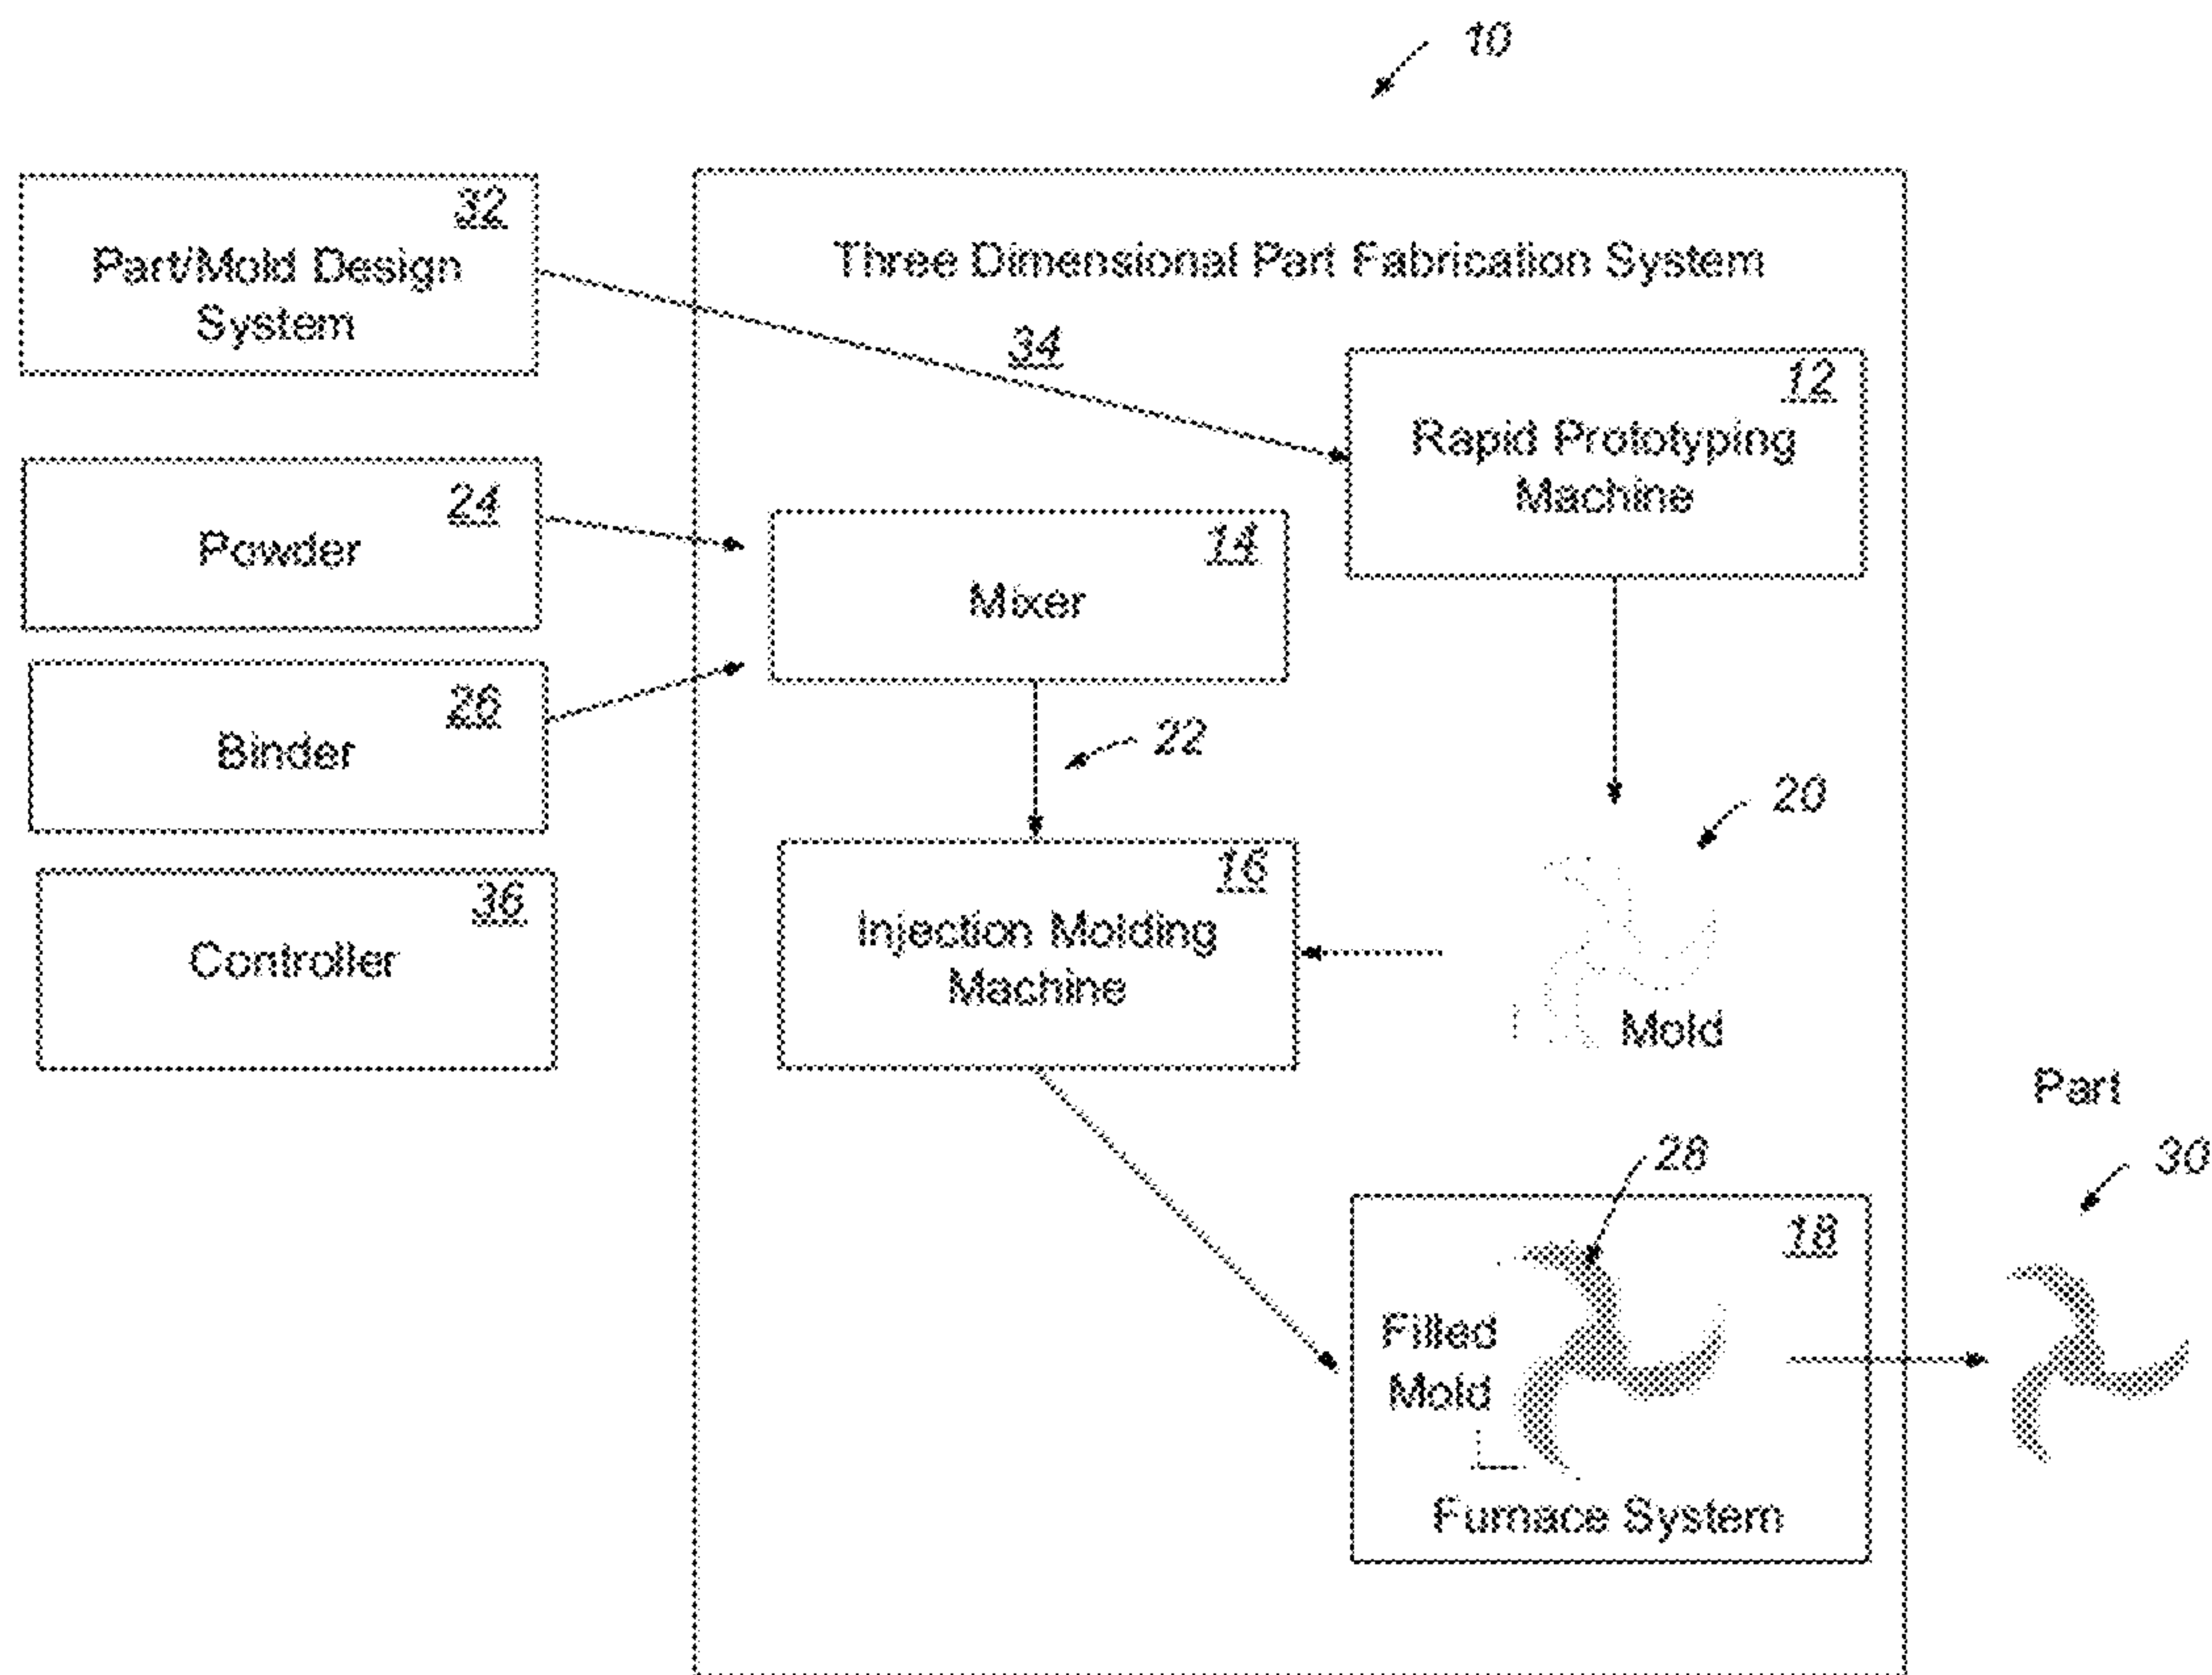 10
32
Part/Mold Design
System
Three Dimensional Part Fabrication System
34
12
Rapid Prototyping
Machine
24
Powder
14
Mixer
26
Binder
22
20
36
Controller
16
Injection Molding
Machine
Mold
Part
28
30
18
Filled
Mold
Furnace System